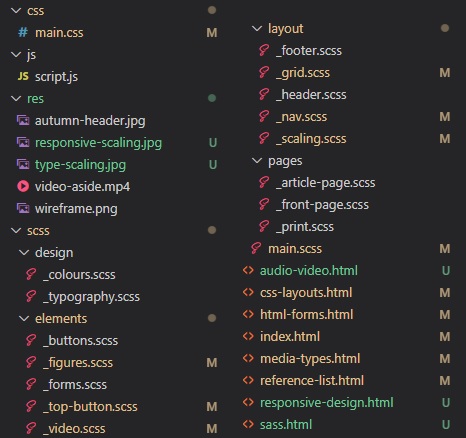 css
# main.css M
js
JS script.js
res
autumn-header.jpg
responsive-scaling.jpg U
type-scaling.jpg U
video-aside.mp4
wireframe.png
scss
design
_colours.scss
_typography.scss
elements
_buttons.scss
_figures.scss M
_forms.scss
_top-button.scss M
_video.scss M
layout
_footer.scss
_grid.scss M
_header.scss
_nav.scss M
_scaling.scss M
pages
_article-page.scss
_front-page.scss
_print.scss
main.scss M
<> audio-video.html U
<> css-layouts.html M
<> html-forms.html M
<> index.html M
<> media-types.html M
<> reference-list.html M
<> responsive-design.html U
<> sass.html U